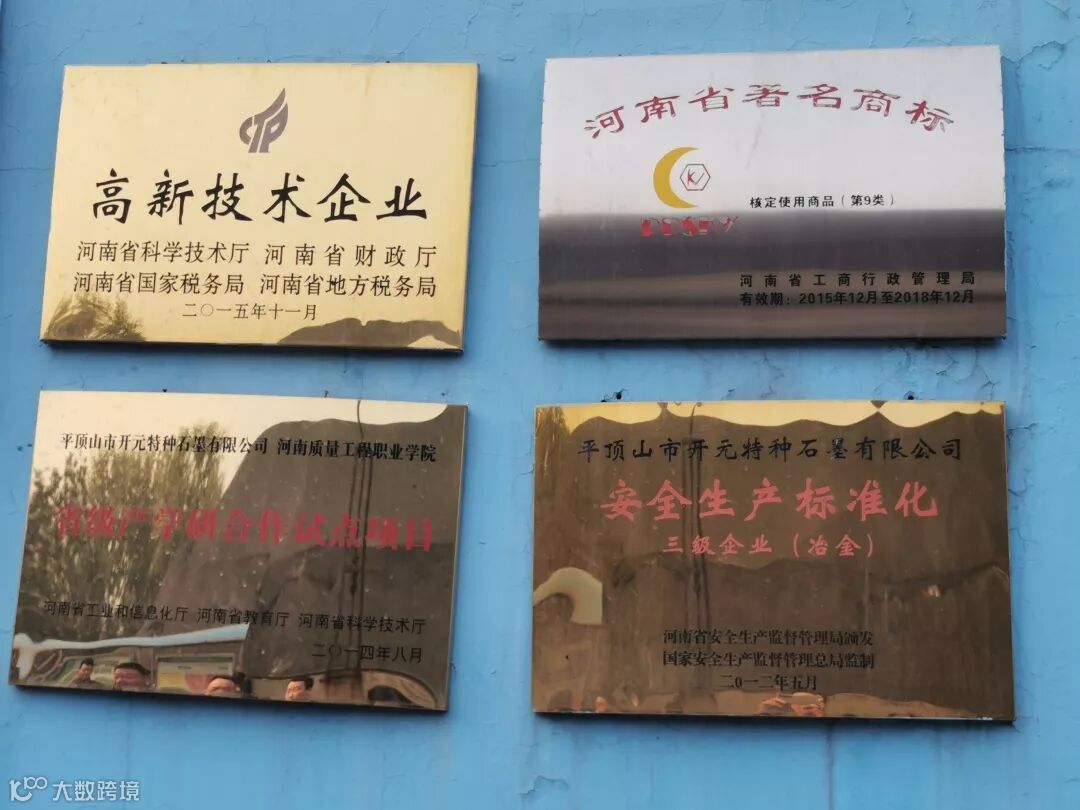 高新技术企业
河南省科学技术厅 河南省财政厅
河南省国家税务局 河南省地方税务局
二〇一五年十一月
河南省著名商标
核定使用商品（第9类）
河南省工商行政管理局
有效期：2015年12月至2018年12月
平顶山市开元特种石墨有限公司 河南质量工程职业学院
省级产学研合作试点项目
河南省工业和信息化厅 河南省教育厅 河南省科学技术厅
二〇一四年八月
平顶山市开元特种石墨有限公司
安全生产标准化
三级企业（冶金）
河南省安全生产监督管理局颁发
国家安全生产监督管理总局监制
二〇一二年五月
大数跨境